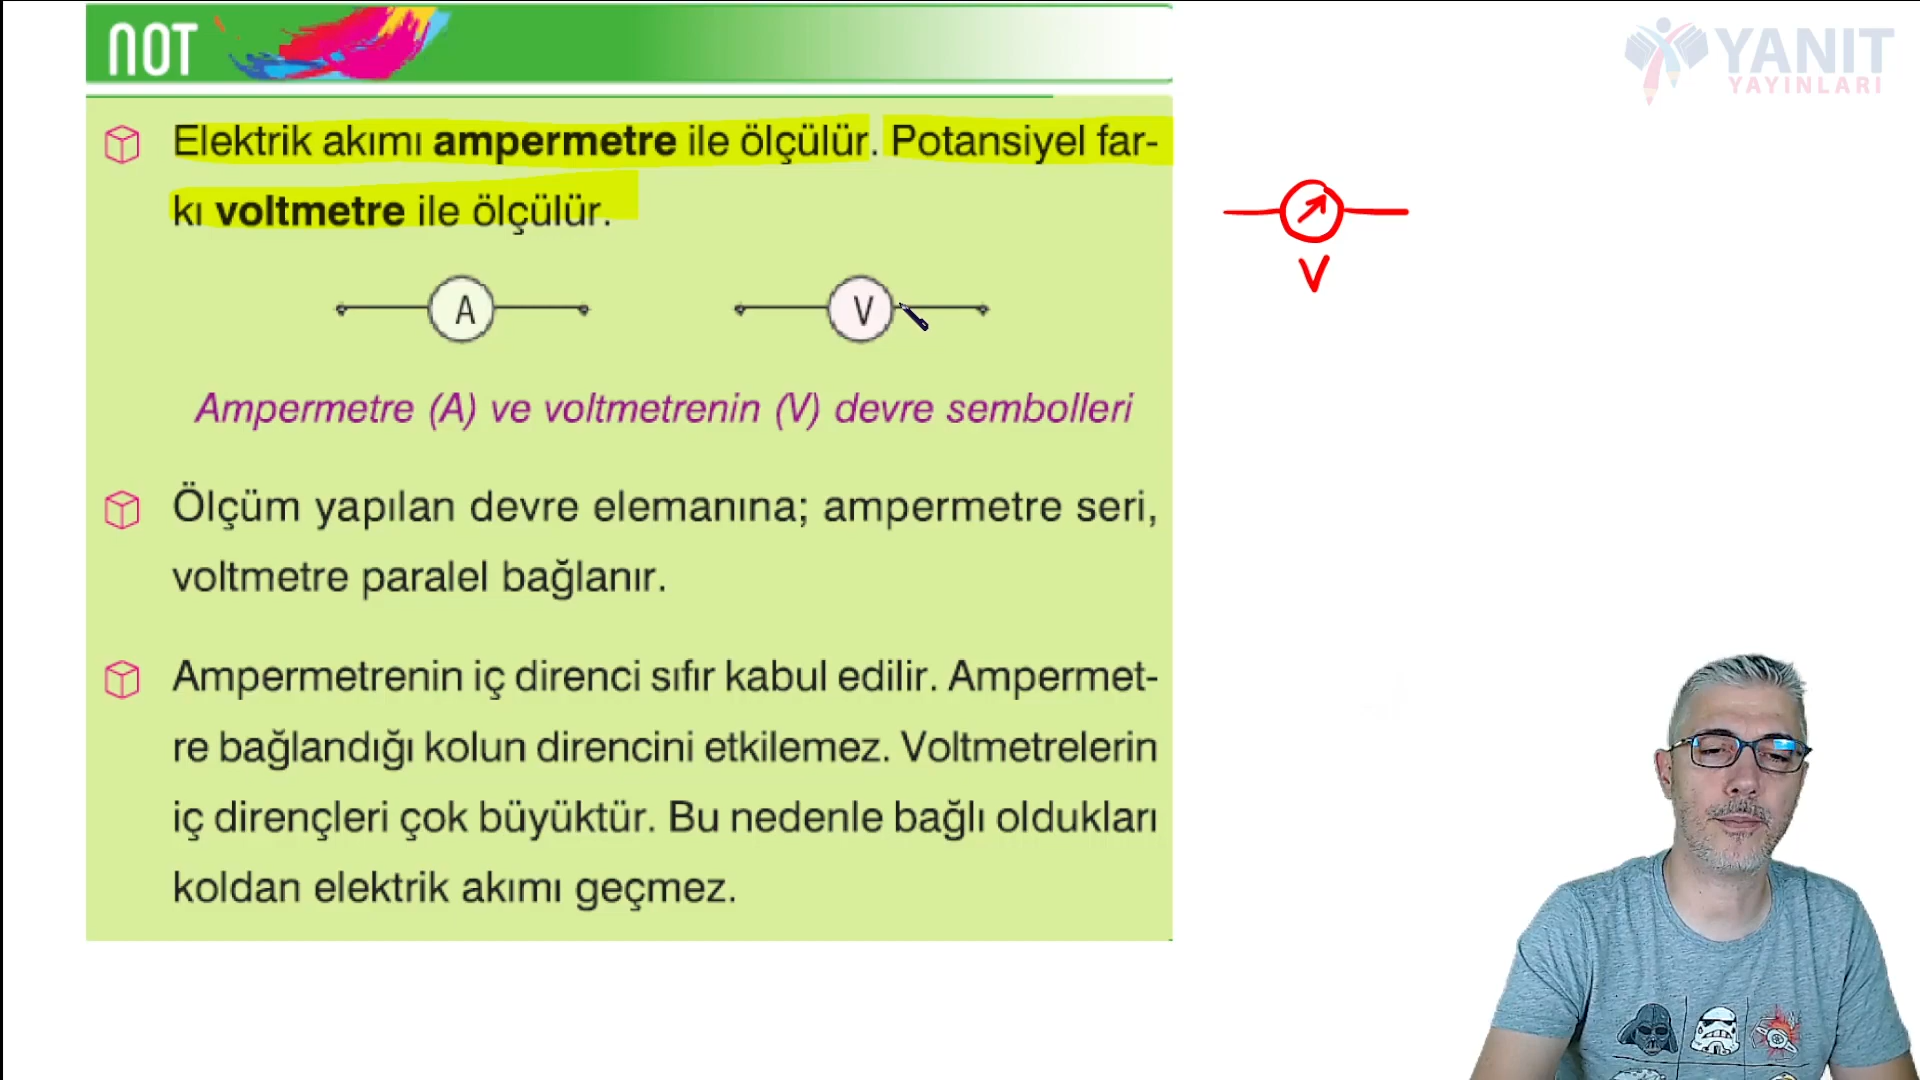 NOT
YANIT
YAYINLARI
Elektrik akımı ampermetre ile ölçülür. Potansiyel far-
kı voltmetre ile ölçülür.
A
V
V
Ampermetre (A) ve voltmetrenin (V) devre sembolleri
Ölçüm yapılan devre elemanına; ampermetre seri,
voltmetre paralel bağlanır.
Ampermetrenin iç direnci sıfır kabul edilir. Ampermet-
re bağlandığı kolun direncini etkilemez. Voltmetrelerin
iç dirençleri çok büyüktür. Bu nedenle bağlı oldukları
koldan elektrik akımı geçmez.